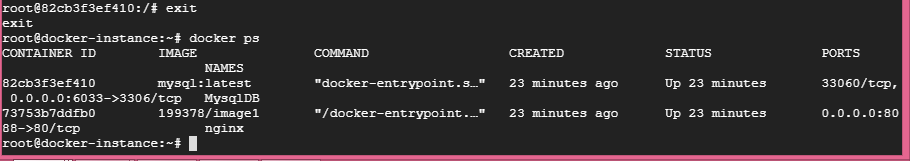 root@82cb3f3ef410:/# exit
exit
root@docker-instance:~# docker ps
CONTAINER ID        IMAGE               COMMAND                  CREATED             STATUS              PORTS
                          NAMES
82cb3f3ef410        mysql:latest        "docker-entrypoint.s…"   23 minutes ago      Up 23 minutes       33060/tcp,
 0.0.0.0:6033->3306/tcp   MysqlDB
73753b7ddfb0        199378/image1       "/docker-entrypoint.…"   23 minutes ago      Up 23 minutes       0.0.0.0:80
88->80/tcp                nginx
root@docker-instance:~#